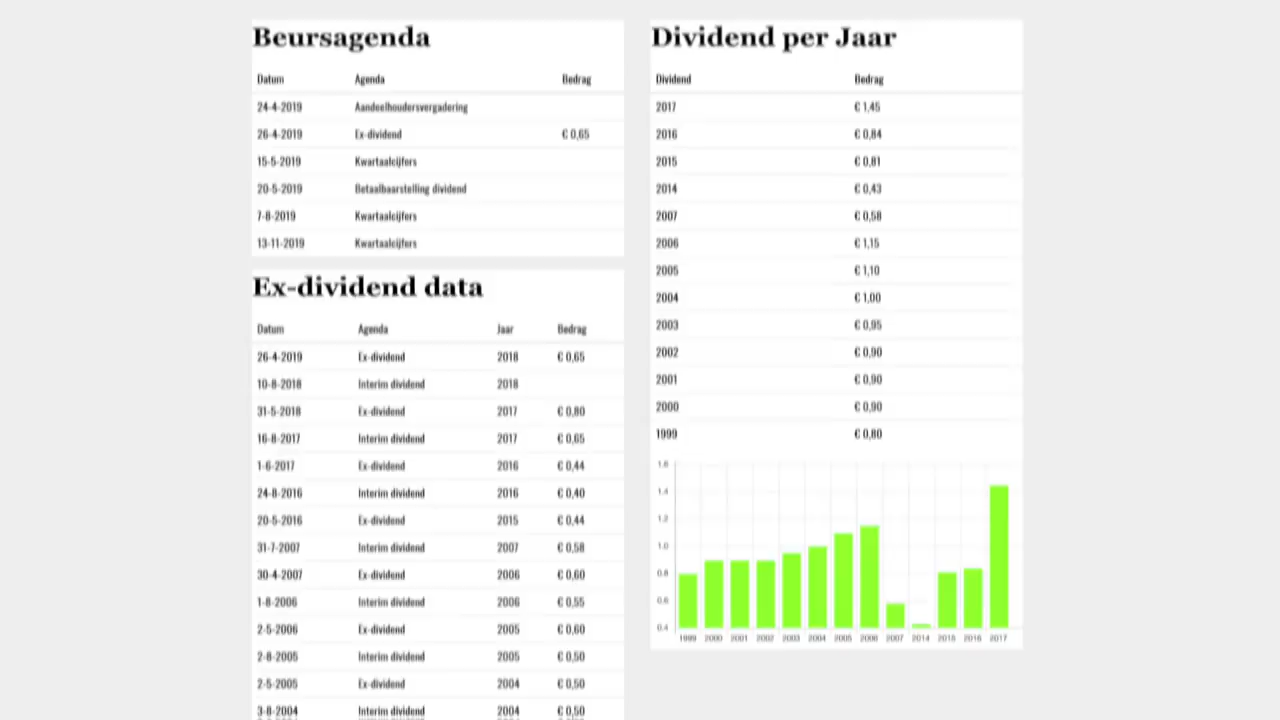 Beursagenda
Datum Agenda Bedrag
24-4-2019 Aandeelhoudersvergadering
26-4-2019 Ex-dividend € 0,65
15-5-2019 Kwartaalcijfers
20-5-2019 Betaalbaarstelling dividend
7-8-2019 Kwartaalcijfers
13-11-2019 Kwartaalcijfers
Ex-dividend data
Datum Agenda Jaar Bedrag
26-4-2019 Ex-dividend 2018 € 0,65
10-8-2018 Interim dividend 2018
31-5-2018 Ex-dividend 2017 € 0,80
16-8-2017 Interim dividend 2017 € 0,65
1-6-2017 Ex-dividend 2016 € 0,44
24-8-2016 Interim dividend 2016 € 0,40
20-5-2016 Ex-dividend 2015 € 0,44
31-7-2007 Interim dividend 2007 € 0,58
30-4-2007 Ex-dividend 2006 € 0,60
1-8-2006 Interim dividend 2006 € 0,55
2-5-2006 Ex-dividend 2005 € 0,60
2-8-2005 Interim dividend 2005 € 0,50
2-5-2005 Ex-dividend 2004 € 0,50
3-8-2004 Interim dividend 2004 € 0,50
Dividend per Jaar
Dividend Bedrag
2017 € 1,45
2016 € 0,84
2015 € 0,81
2014 € 0,43
2007 € 0,58
2006 € 1,15
2005 € 1,10
2004 € 1,00
2003 € 0,95
2002 € 0,90
2001 € 0,90
2000 € 0,90
1999 € 0,80
1.6
1.4
1.2
1.0
0.8
0.6
0.4
1999 2000 2001 2002 2003 2004 2005 2006 2007 2014 2015 2016 2017